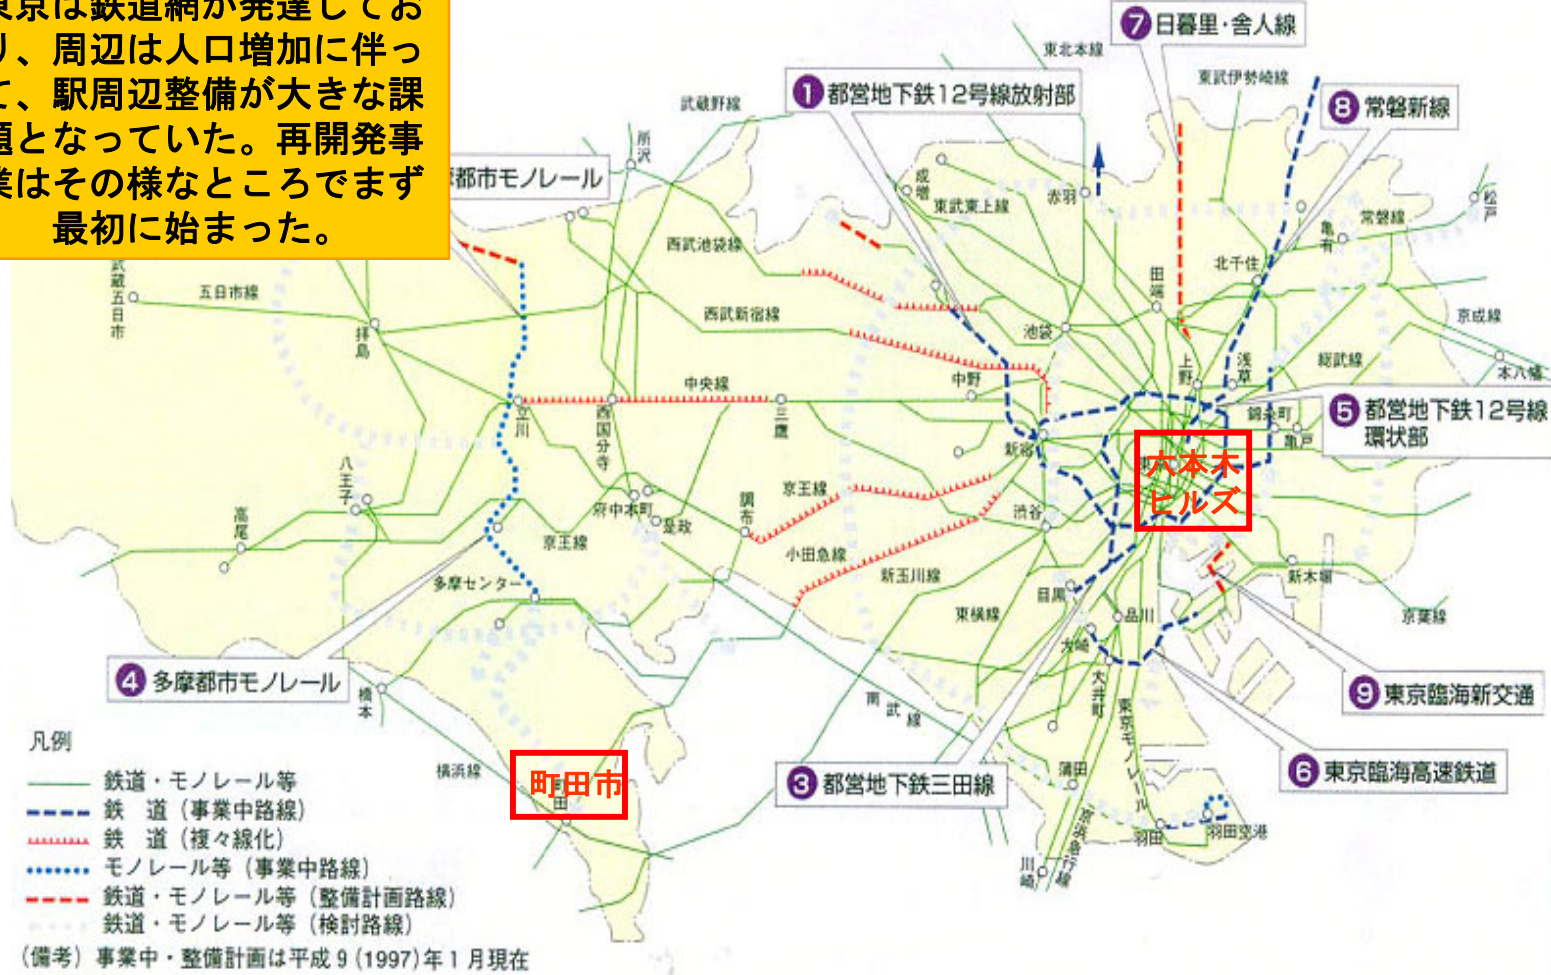 東京は鉄道網が発達してお
り、周辺は人口増加に伴っ
て、駅周辺整備が大きな課
題となっていた。再開発事
業はその様なところでまず
最初に始まった。
⑦日暮里・舎人線
東北本線
東武伊勢崎線
①都営地下鉄12号線放射部
⑧常磐新線
武蔵野線
所沢
都市モノレール
成増
赤羽
東武東上線
松戸
常磐線
亀有
西武池袋線
北千住
武蔵五日市
五日市線
田端
西武新宿線
拝島
池袋
京成線
上野
浅草
総武線
本八幡
中央線
中野
立川
西国分寺
三鷹
錦糸町
亀戸
⑤都営地下鉄12号線
環状部
新宿
六本木
ヒルズ
八王子
高尾
府中本町
是政
調布
京王線
渋谷
京王線
小田急線
新玉川線
多摩センター
目黒
新木場
東横線
品川
京葉線
大崎
④多摩都市モノレール
橋本
南武線
大井町
東京モノレール
⑨東京臨海新交通
横浜線
町田市
町田
③都営地下鉄三田線
蒲田
⑥東京臨海高速鉄道
羽田
羽田空港
川崎
京浜急行線
凡例
鉄道・モノレール等
鉄 道（事業中路線）
鉄 道（複々線化）
モノレール等（事業中路線）
鉄道・モノレール等（整備計画路線）
鉄道・モノレール等（検討路線）
（備考）事業中・整備計画は平成9(1997)年1月現在